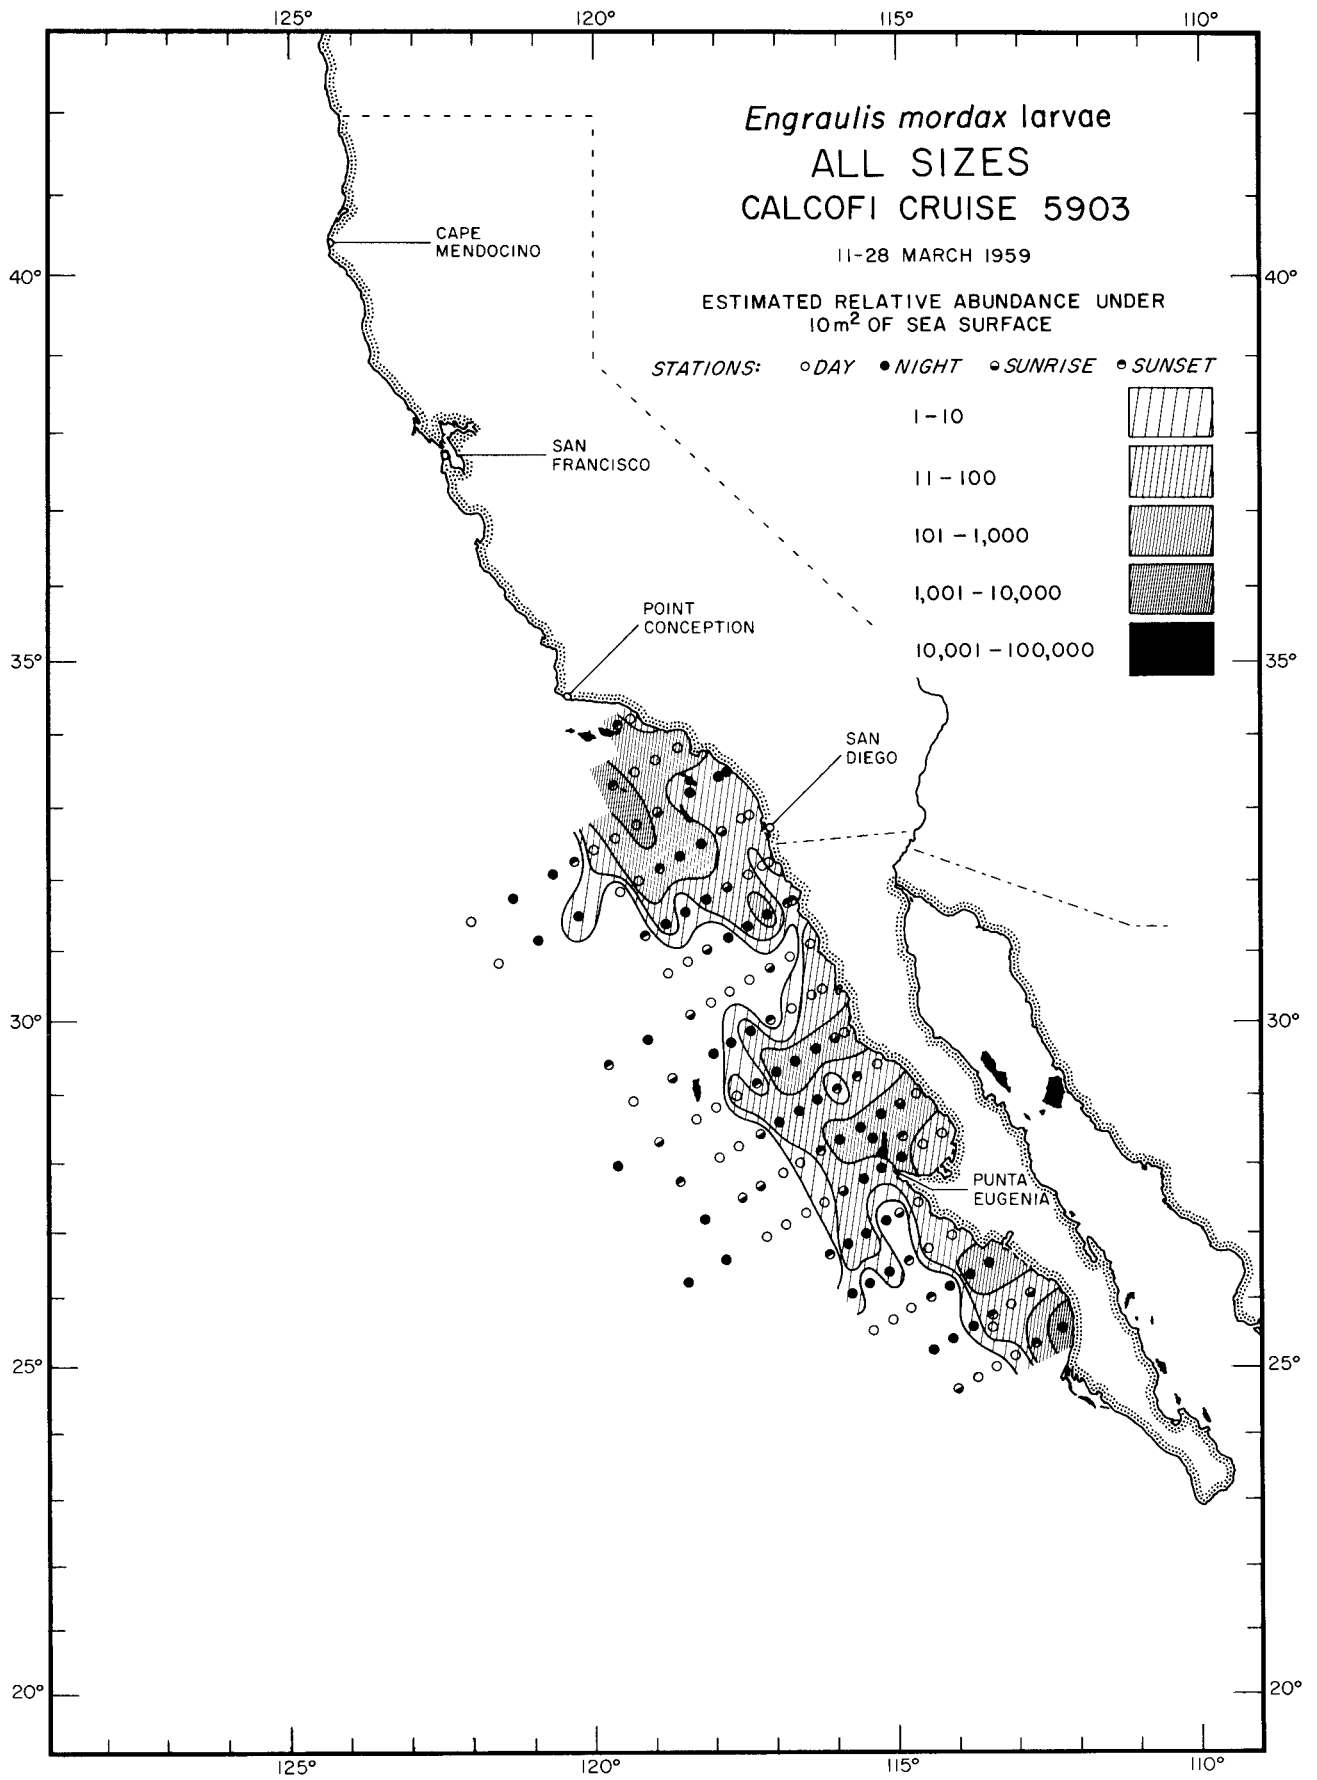 125° 120° 115° 110°
Engraulis mordax larvae
ALL SIZES
CALCOFI CRUISE 5903
11-28 MARCH 1959
ESTIMATED RELATIVE ABUNDANCE UNDER
10m² OF SEA SURFACE
STATIONS: ○DAY ●NIGHT ◒SUNRISE ◓SUNSET
1-10
11-100
101-1,000
1,001-10,000
10,001-100,000
CAPE
MENDOCINO
40° 40°
SAN
FRANCISCO
POINT
CONCEPTION
35° 35°
SAN
DIEGO
30° 30°
PUNTA
EUGENIA
25° 25°
20° 20°
125° 120° 115° 110°